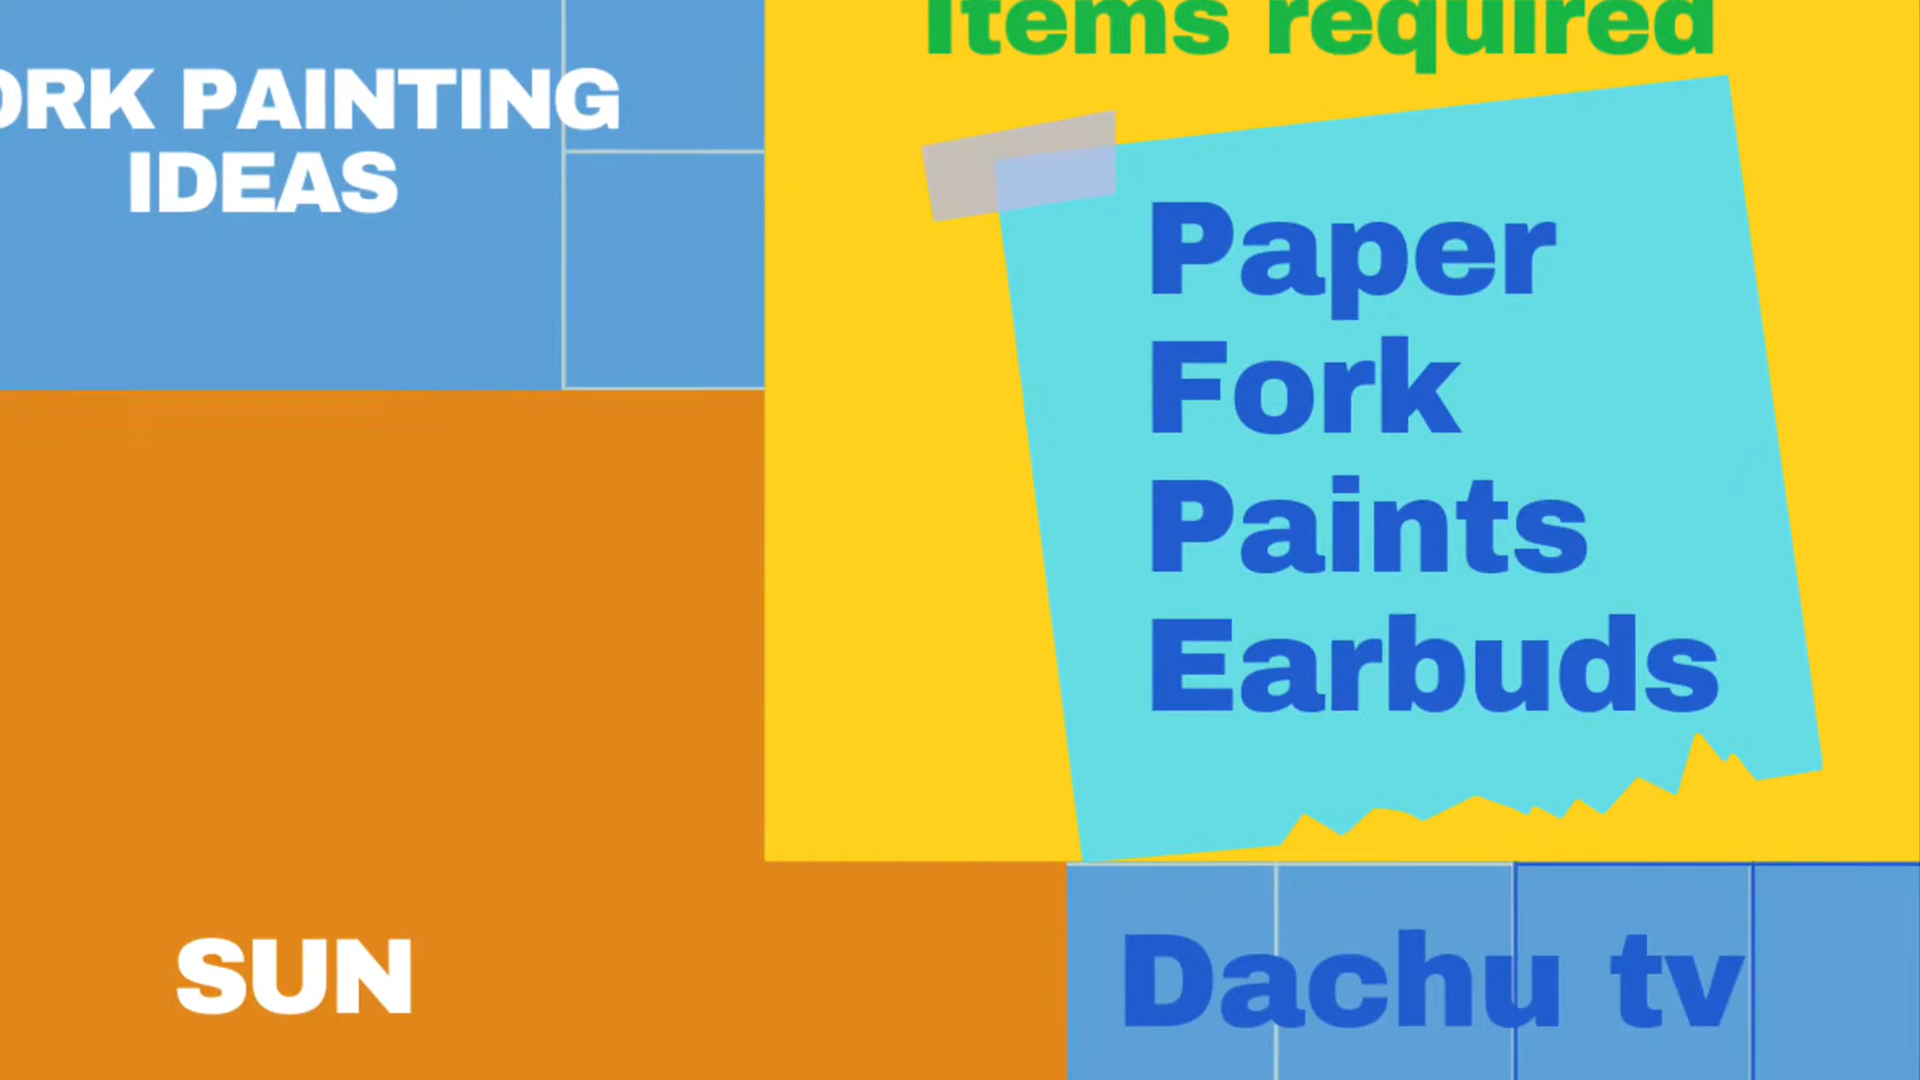 ORK PAINTING
IDEAS
Items required
Paper
Fork
Paints
Earbuds
SUN
Dachu tv